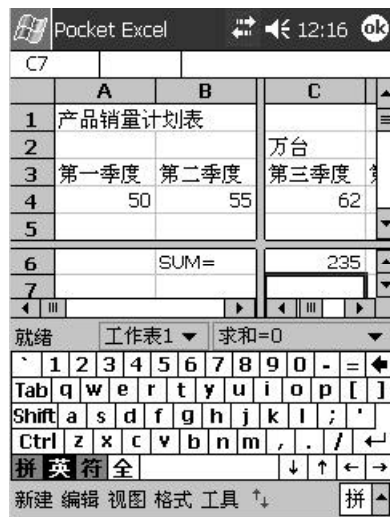 Pocket Excel 12:16 ok
C7
A B C
1 产品销量计划表
2 万台
3 第一季度 第二季度 第三季度
4 50 55 62
5
6 SUM= 235
7
就绪 工作表1 求和=0
` 1 2 3 4 5 6 7 8 9 0 - =
Tab q w e r t y u i o p [ ]
Shift a s d f g h j k l ; '
Ctrl z x c v b n m , . /
拼 英 符 全
新建 编辑 视图 格式 工具 拼